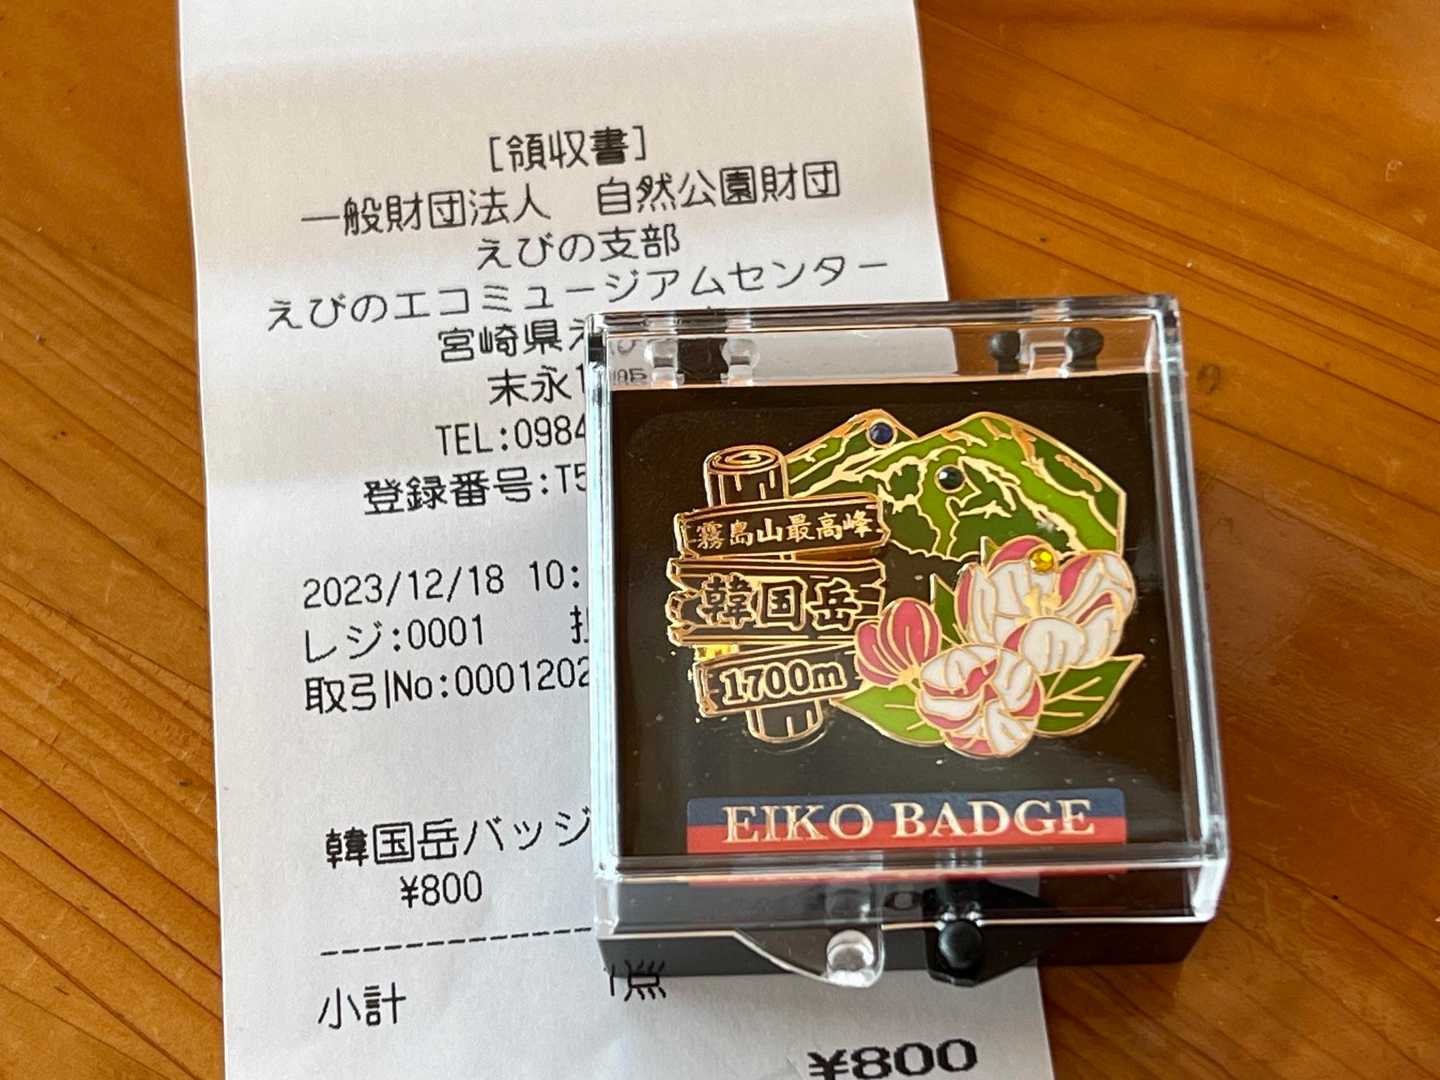 [領収書]
一般財団法人 自然公園財団
えびの支部
えびのエコミュージアムセンター
宮崎県え
末永1
TEL:0984
登録番号:T5
2023/12/18 10:
レジ:0001
取引No:0001202
韓国岳バッジ
¥800
小計 1点
¥800
霧島山最高峰
韓国岳
1700m
EIKO BADGE